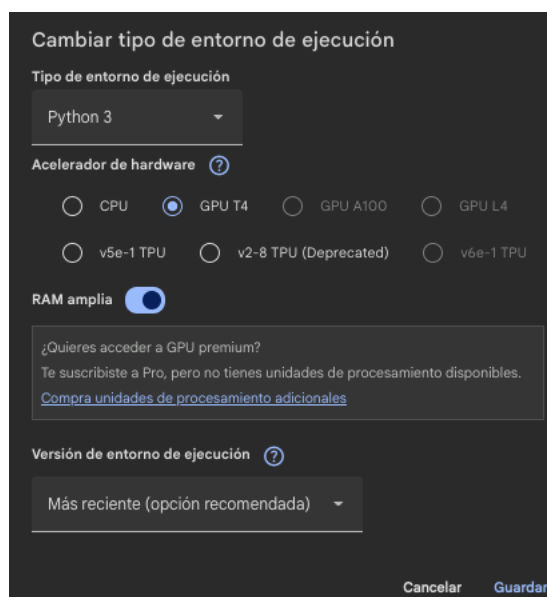 Cambiar tipo de entorno de ejecución
Tipo de entorno de ejecución
Python 3
Acelerador de hardware ?
CPU GPU T4 GPU A100 GPU L4
v5e-1 TPU v2-8 TPU (Deprecated) v6e-1 TPU
RAM amplia
¿Quieres acceder a GPU premium?
Te suscribiste a Pro, pero no tienes unidades de procesamiento disponibles.
Compra unidades de procesamiento adicionales
Versión de entorno de ejecución ?
Más reciente (opción recomendada)
Cancelar Guardar